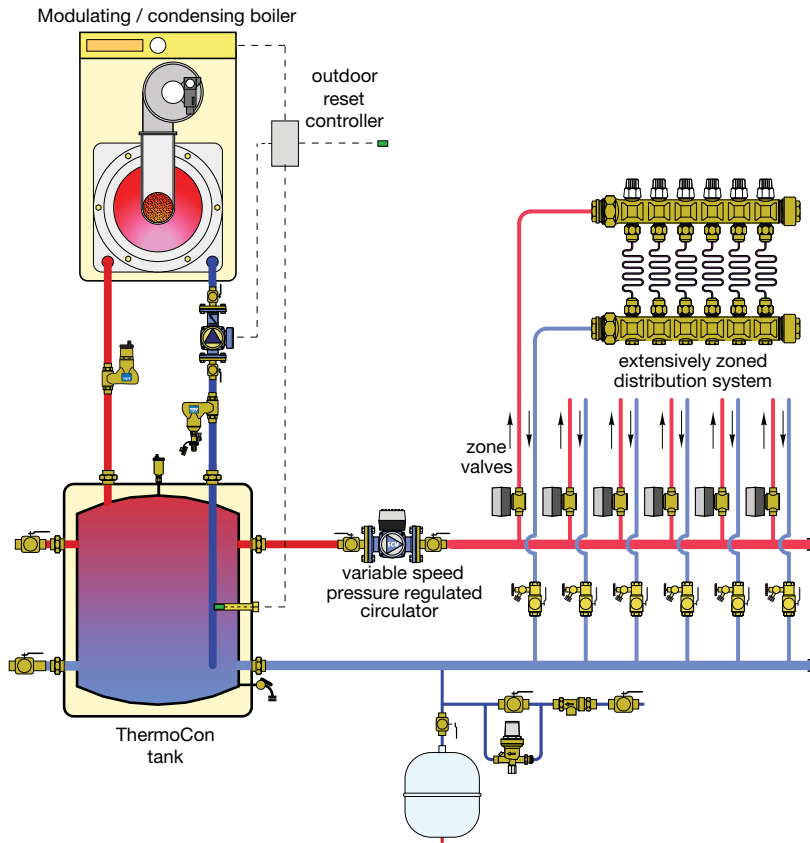 Modulating / condensing boiler
outdoor
reset
controller
extensively zoned
distribution system
zone
valves
variable speed
pressure regulated
circulator
ThermoCon
tank